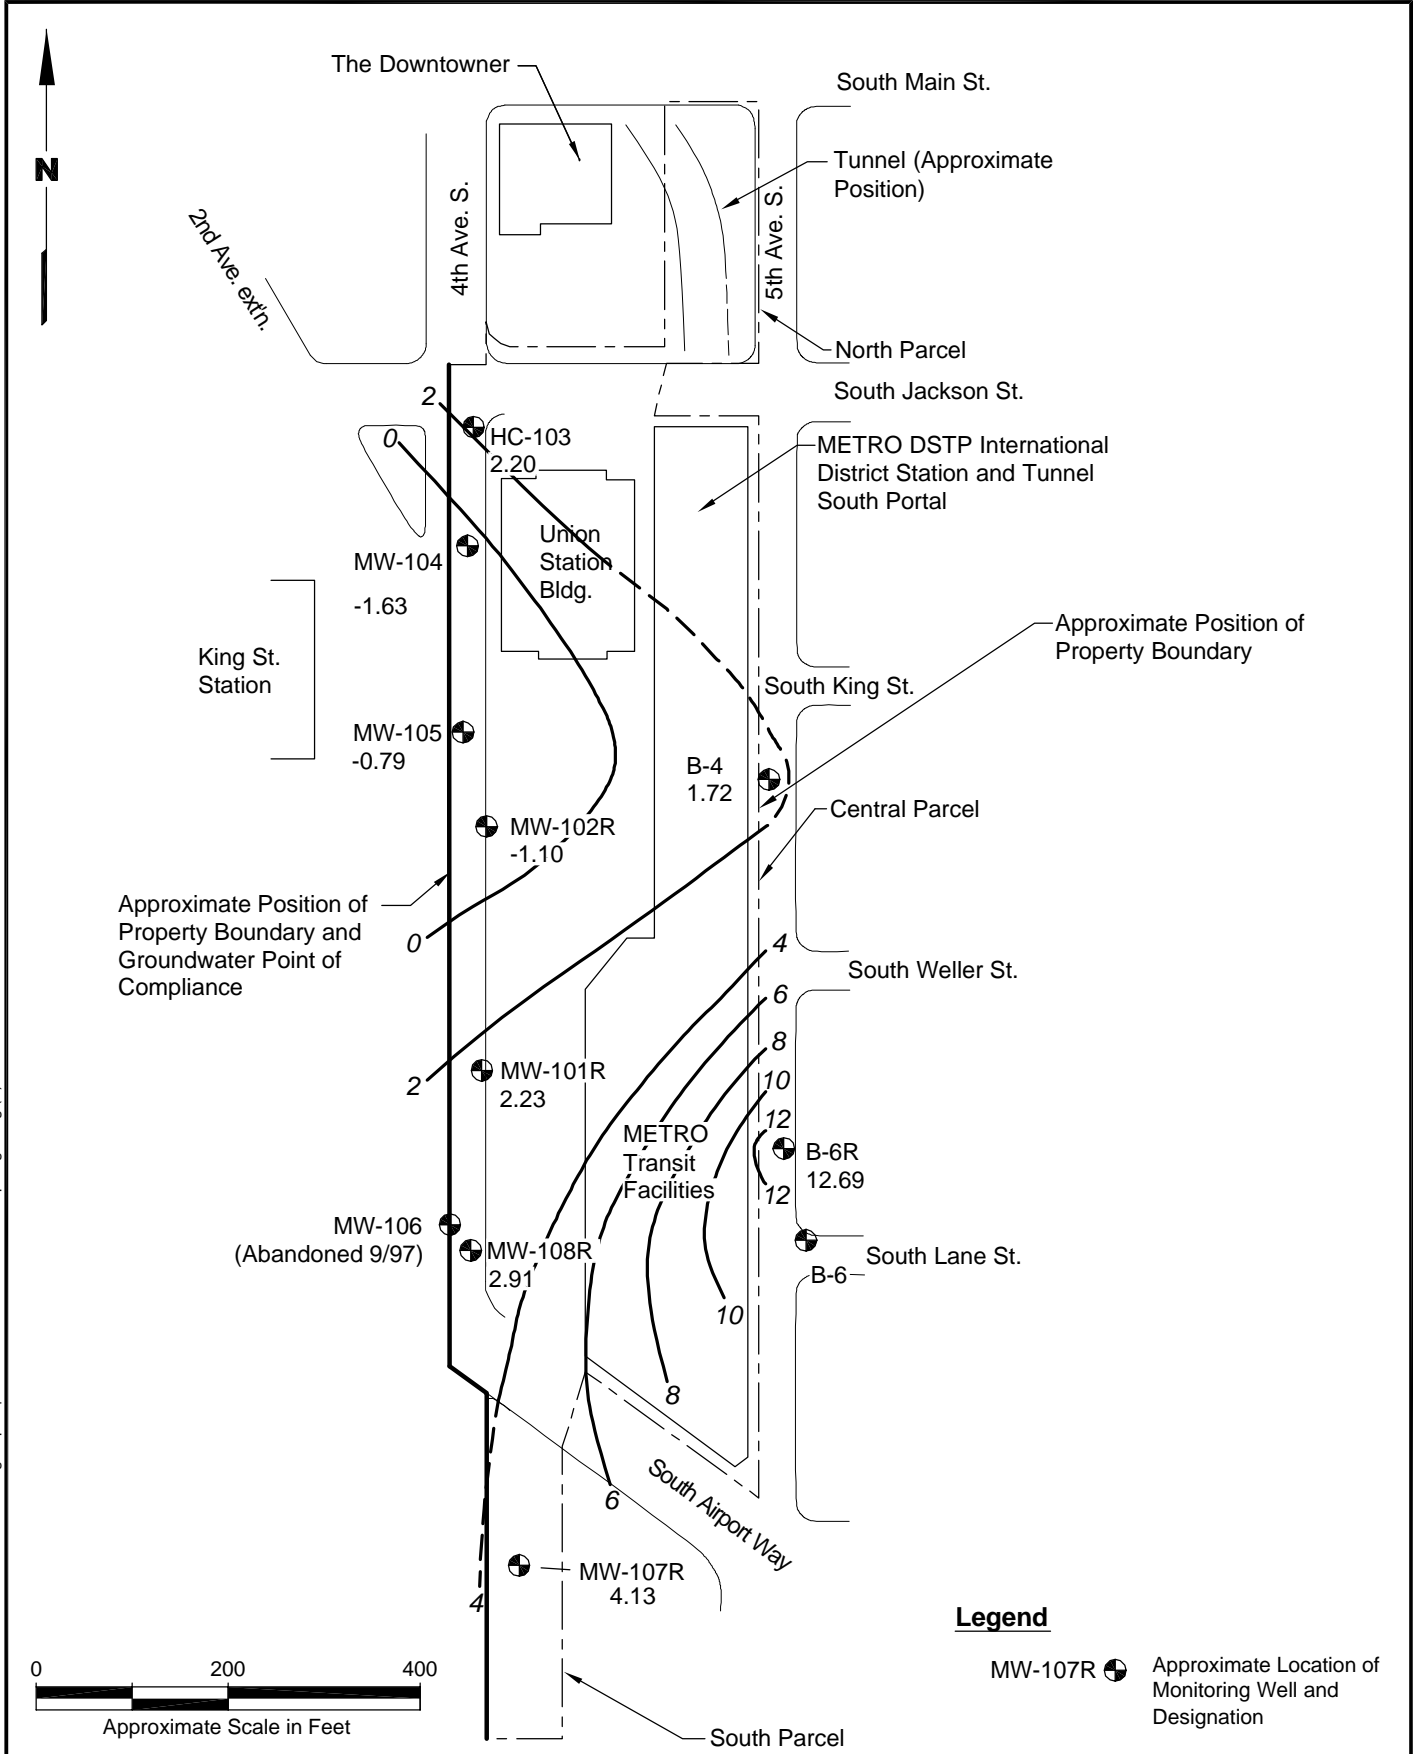 The Downtowner
South Main St.
N
Tunnel (Approximate
Position)
2nd Ave. ext'n.
4th Ave. S.
5th Ave. S.
North Parcel
South Jackson St.
2
0
HC-103
2.20
METRO DSTP International
District Station and Tunnel
South Portal
Union
Station
Bldg.
MW-104
-1.63
King St.
Station
Approximate Position of
Property Boundary
South King St.
MW-105
-0.79
B-4
1.72
Central Parcel
MW-102R
-1.10
Approximate Position of
Property Boundary and
Groundwater Point of
Compliance
0
4
South Weller St.
6
8
2
MW-101R
2.23
10
12
METRO
Transit
Facilities
B-6R
12.69
12
MW-106
(Abandoned 9/97)
MW-108R
2.91
South Lane St.
B-6
10
8
6
South Airport Way
MW-107R
4.13
4
Legend
MW-107R
Approximate Location of
Monitoring Well and
Designation
0 200 400
Approximate Scale in Feet
South Parcel